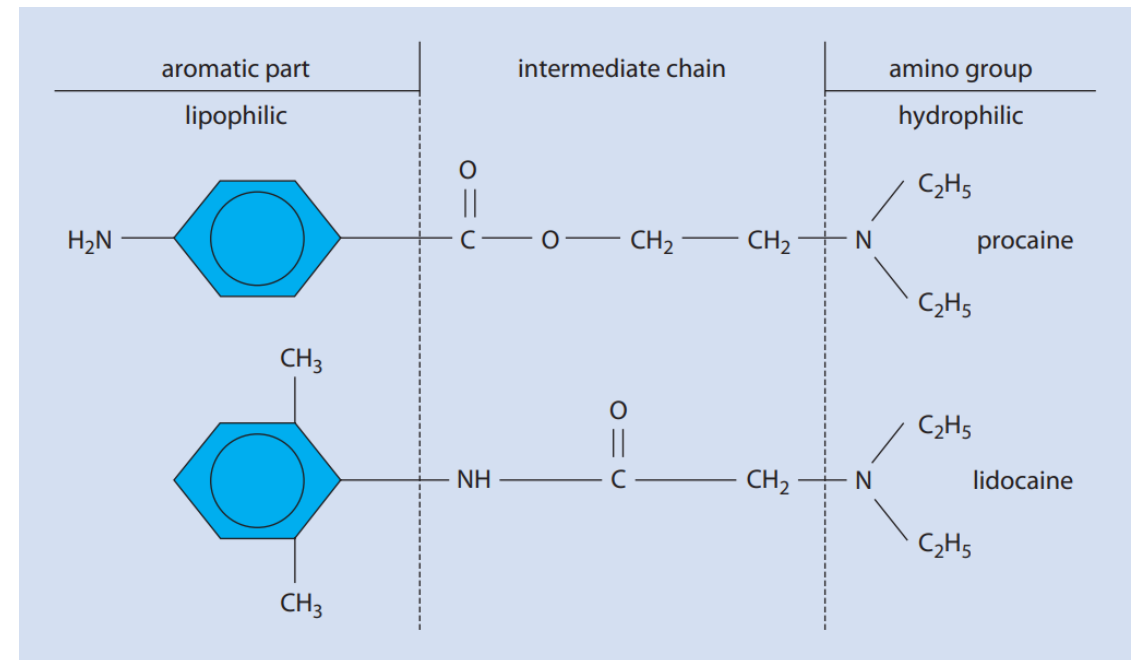 aromatic part intermediate chain amino group
lipophilic hydrophilic
O
C₂H₅
H₂N C O CH₂ CH₂ N procaine
C₂H₅
CH₃
O
C₂H₅
NH C CH₂ N lidocaine
C₂H₅
CH₃